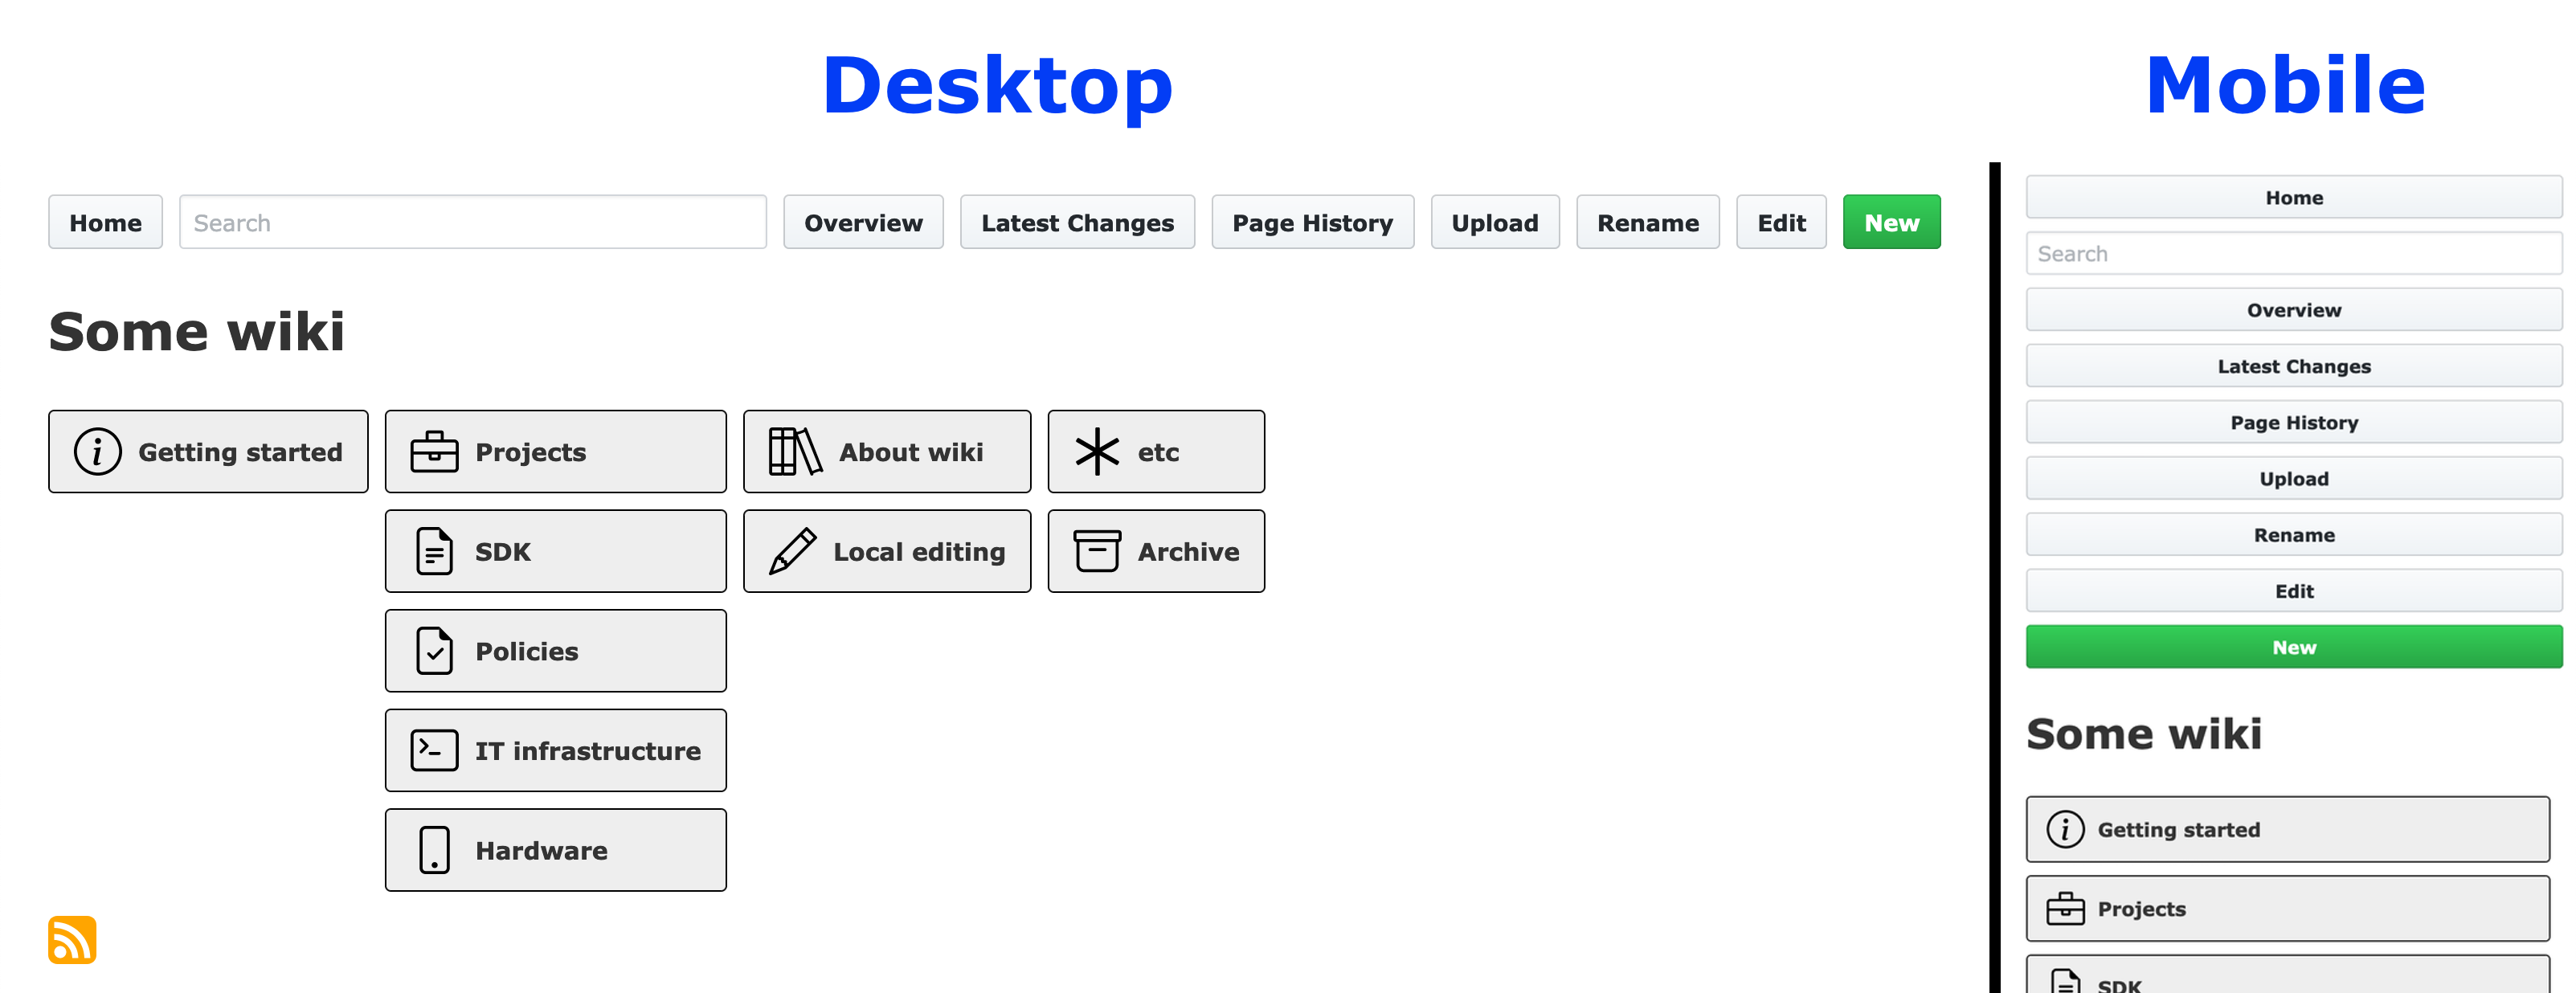 Desktop
Mobile
Home Search Overview Latest Changes Page History Upload Rename Edit New
Some wiki
Getting started Projects About wiki etc
SDK Local editing Archive
Policies
IT infrastructure
Hardware
Home
Search
Overview
Latest Changes
Page History
Upload
Rename
Edit
New
Some wiki
Getting started
Projects
SDK